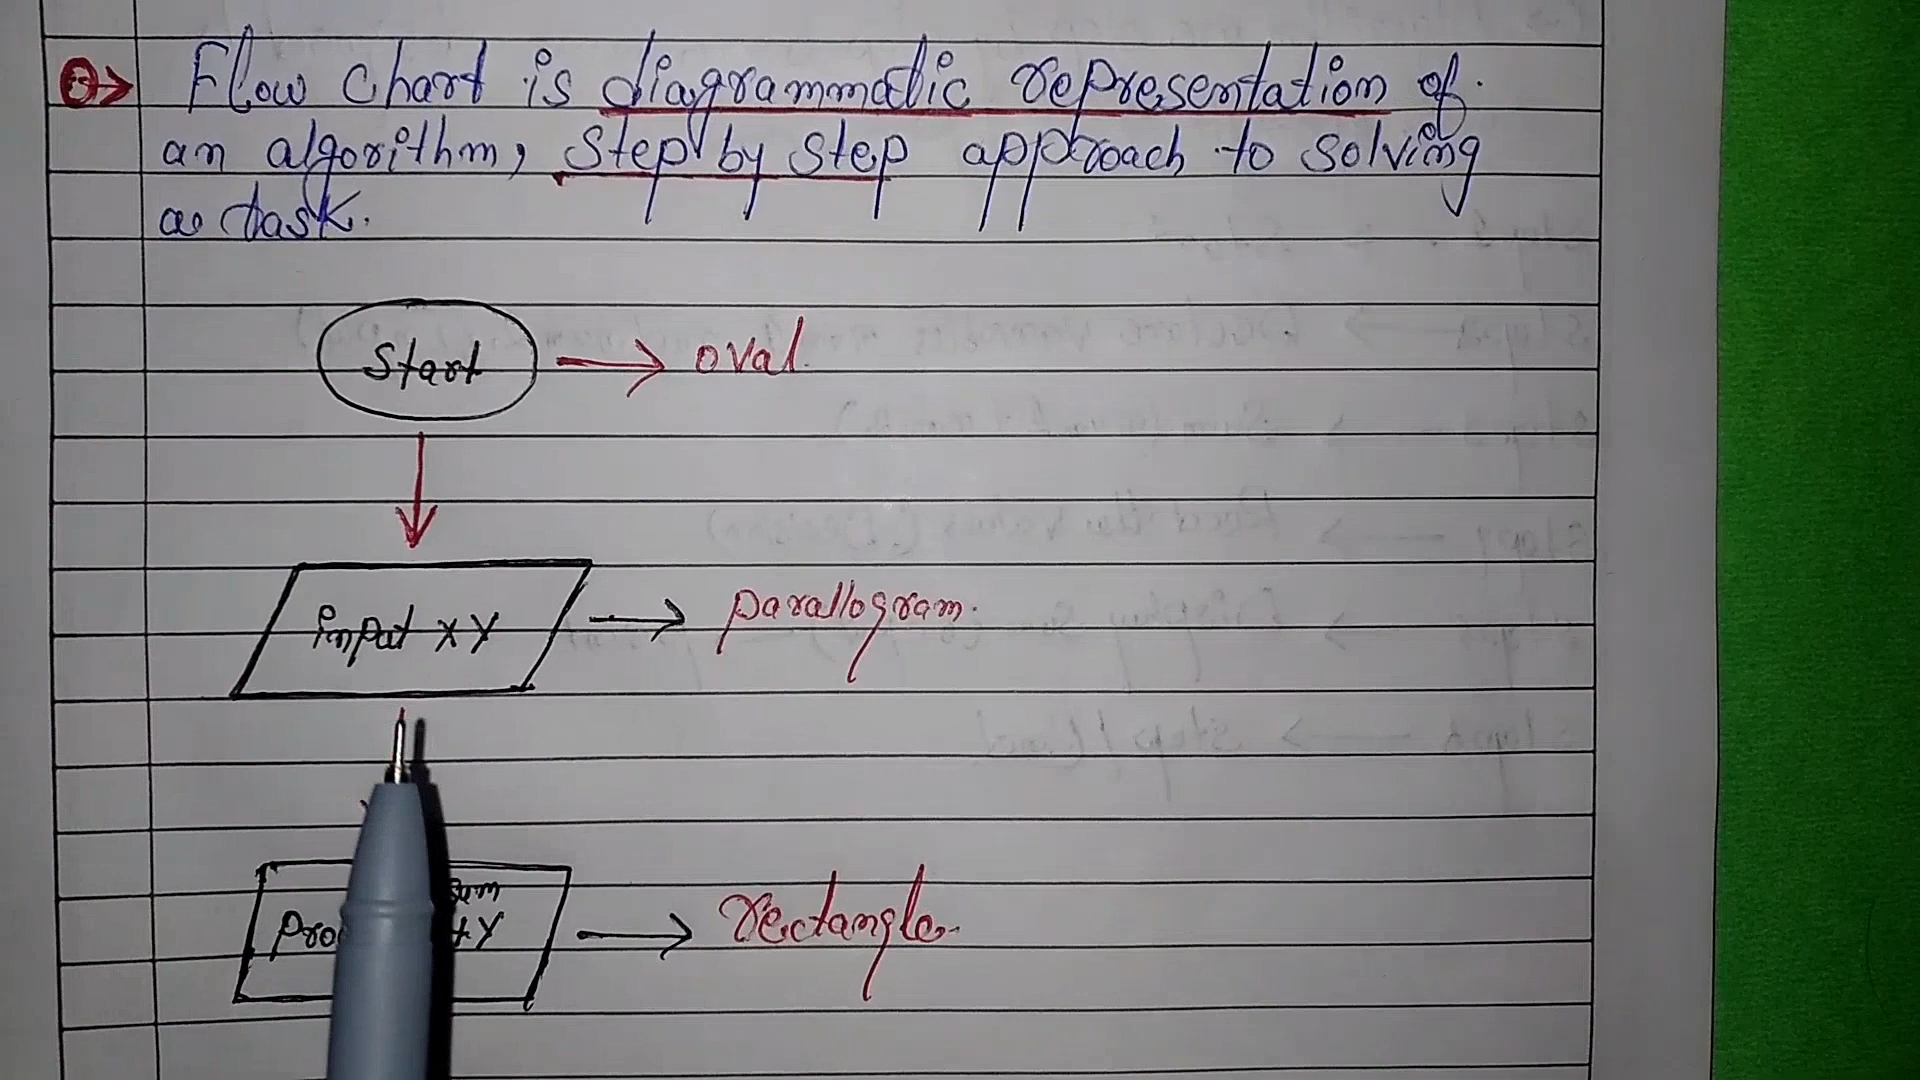 Flow chart is diagrammatic representation of
an algorithm, step by step approach to solving
a task.
Start → oval
input X Y → parallogram.
Sum
+Y → rectangle.